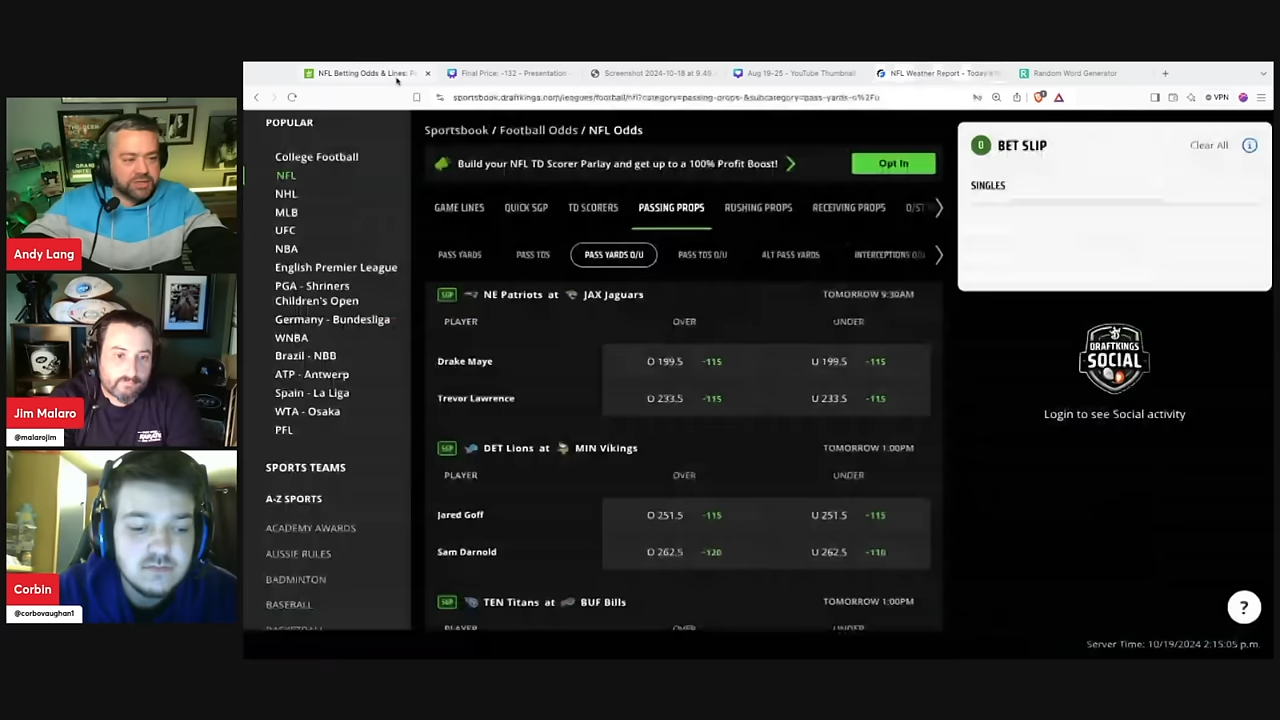 NFL Betting Odds & Lines: P
Final Price: -132 - Presentation
Screenshot 2024-10-18 at 9.49.
Aug 19-25 - YouTube Thumbnail
NFL Weather Report - Today's
Random Word Generator
VPN
POPULAR
College Football
NFL
NHL
MLB
UFC
NBA
English Premier League
PGA - Shriners
Children's Open
Germany - Bundesliga
WNBA
Brazil - NBB
ATP - Antwerp
Spain - La Liga
WTA - Osaka
PFL
SPORTS TEAMS
A-Z SPORTS
ACADEMY AWARDS
AUSSIE RULES
BADMINTON
BASEBALL
Sportsbook / Football Odds / NFL Odds
Build your NFL TD Scorer Parlay and get up to a 100% Profit Boost!
Opt In
GAME LINES QUICK SGP TD SCORERS PASSING PROPS RUSHING PROPS RECEIVING PROPS
PASS YARDS PASS TDS PASS YARDS O/U PASS TDS O/U ALT PASS YARDS INTERCEPTIONS O/U
SGP NE Patriots at JAX Jaguars TOMORROW 9:30AM
PLAYER OVER UNDER
Drake Maye O 199.5 -115 U 199.5 -115
Trevor Lawrence O 233.5 -115 U 233.5 -115
SGP DET Lions at MIN Vikings TOMORROW 1:00PM
PLAYER OVER UNDER
Jared Goff O 251.5 -115 U 251.5 -115
Sam Darnold O 262.5 -120 U 262.5 -110
SGP TEN Titans at BUF Bills TOMORROW 1:00PM
PLAYER OVER UNDER
0 BET SLIP Clear All
SINGLES
DRAFTKINGS
SOCIAL
Login to see Social activity
?
Server Time: 10/19/2024 2:15:05 p.m.
Andy Lang
Jim Malaro
@malarojim
Corbin
@corbovaughan1